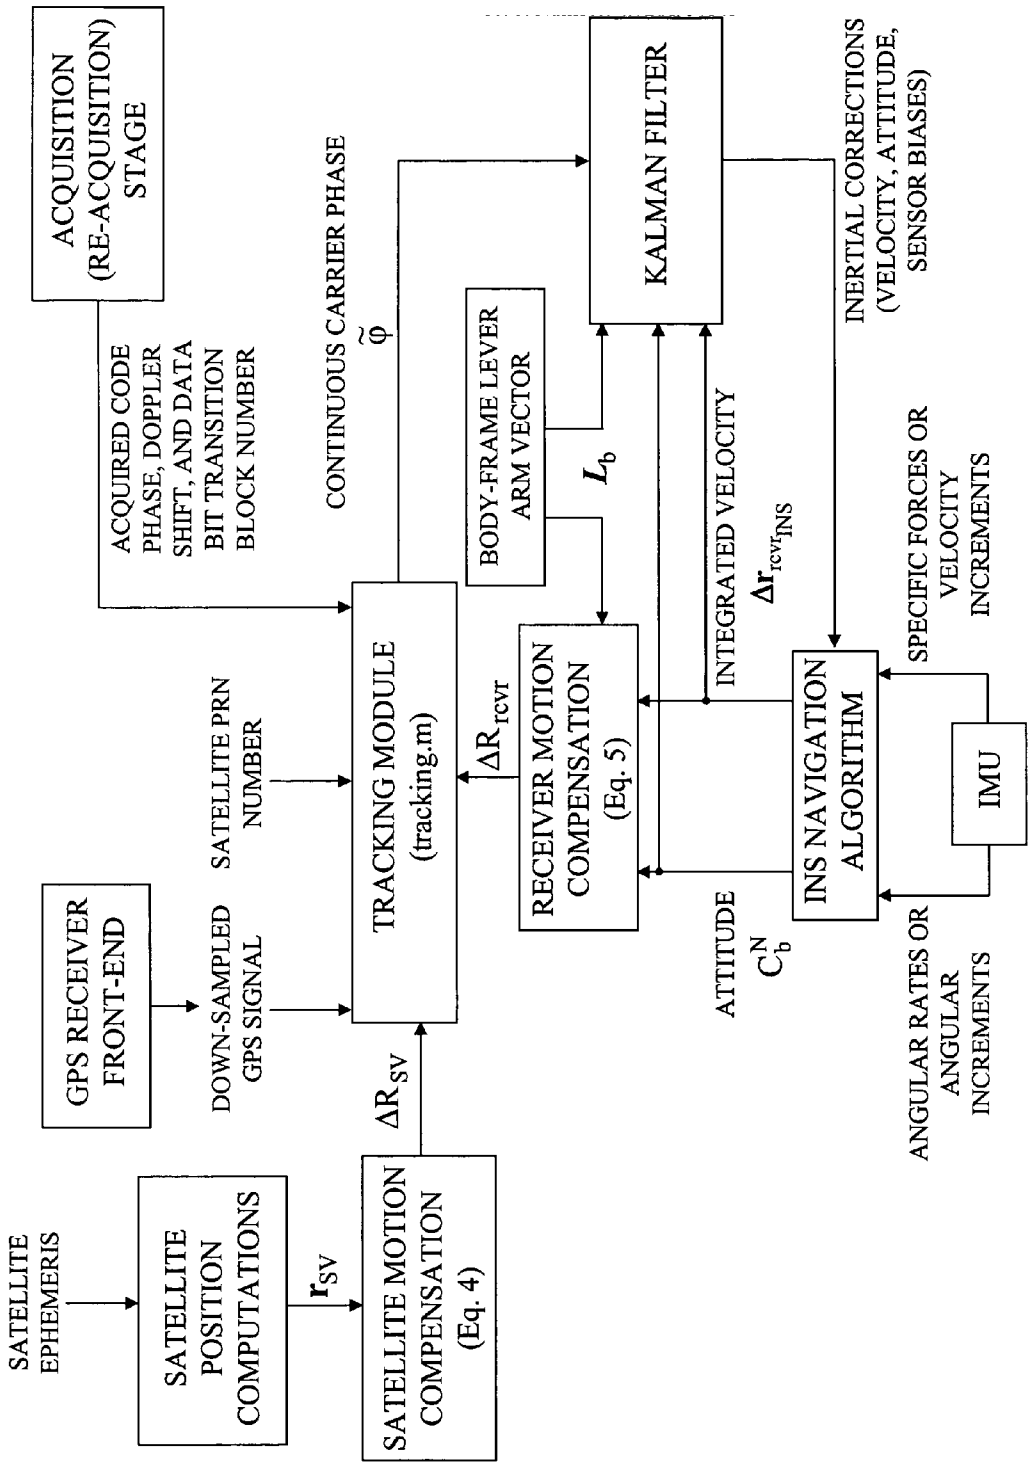 SATELLITE
EPHEMERIS
SATELLITE
POSITION
COMPUTATIONS
r_SV
SATELLITE MOTION
COMPENSATION
(Eq. 4)
ΔR_SV
GPS RECEIVER
FRONT-END
DOWN-SAMPLED
GPS SIGNAL
SATELLITE PRN
NUMBER
ACQUISITION
(RE-ACQUISITION)
STAGE
ACQUIRED CODE
PHASE, DOPPLER
SHIFT, AND DATA
BIT TRANSITION
BLOCK NUMBER
TRACKING MODULE
(tracking.m)
CONTINUOUS CARRIER PHASE
φ̃
ΔR_rcvr
RECEIVER MOTION
COMPENSATION
(Eq. 5)
BODY-FRAME LEVER
ARM VECTOR
L_b
KALMAN FILTER
ATTITUDE
C_b^N
INTEGRATED VELOCITY
Δr_rcvr_INS
INERTIAL CORRECTIONS
(VELOCITY, ATTITUDE,
SENSOR BIASES)
INS NAVIGATION
ALGORITHM
ANGULAR RATES OR
ANGULAR
INCREMENTS
IMU
SPECIFIC FORCES OR
VELOCITY
INCREMENTS